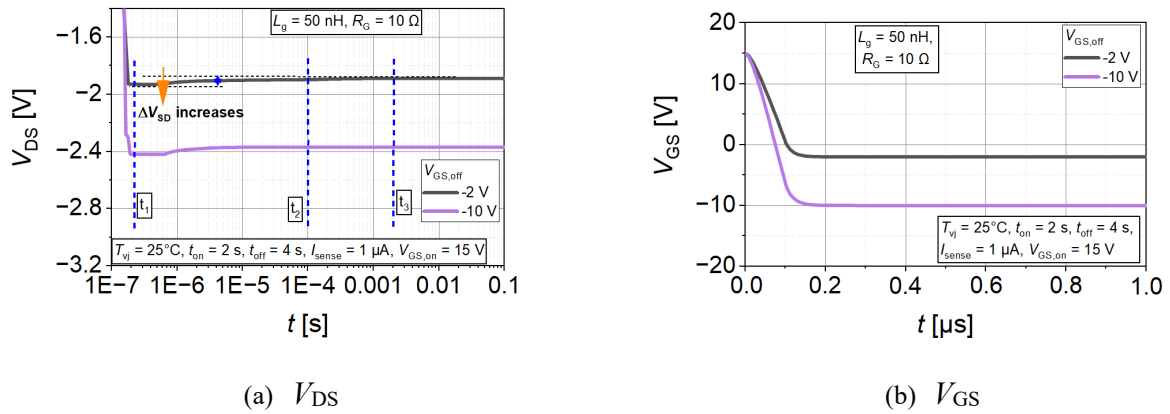 −1.6
−2
−2.4
−2.8
−3.2
V_DS [V]
L_g = 50 nH, R_G = 10 Ω
ΔV_SD increases
t_1
t_2
t_3
V_GS,off
-2 V
-10 V
T_vj = 25°C, t_on = 2 s, t_off = 4 s, I_sense = 1 µA, V_GS,on = 15 V
1E-7 1E-6 1E-5 1E-4 0.001 0.01 0.1
t [s]
(a) V_DS
20
10
0
−10
−20
V_GS [V]
L_g = 50 nH,
R_G = 10 Ω
V_GS,off
-2 V
-10 V
T_vj = 25°C, t_on = 2 s, t_off = 4 s,
I_sense = 1 µA, V_GS,on = 15 V
0.0 0.2 0.4 0.6 0.8 1.0
t [µs]
(b) V_GS